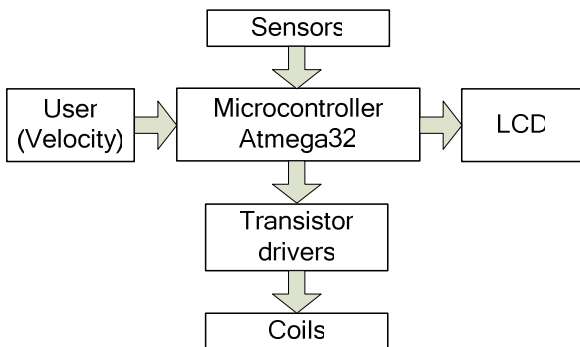 Sensors
User
(Velocity)
Microcontroller
Atmega32
LCD
Transistor
drivers
Coils